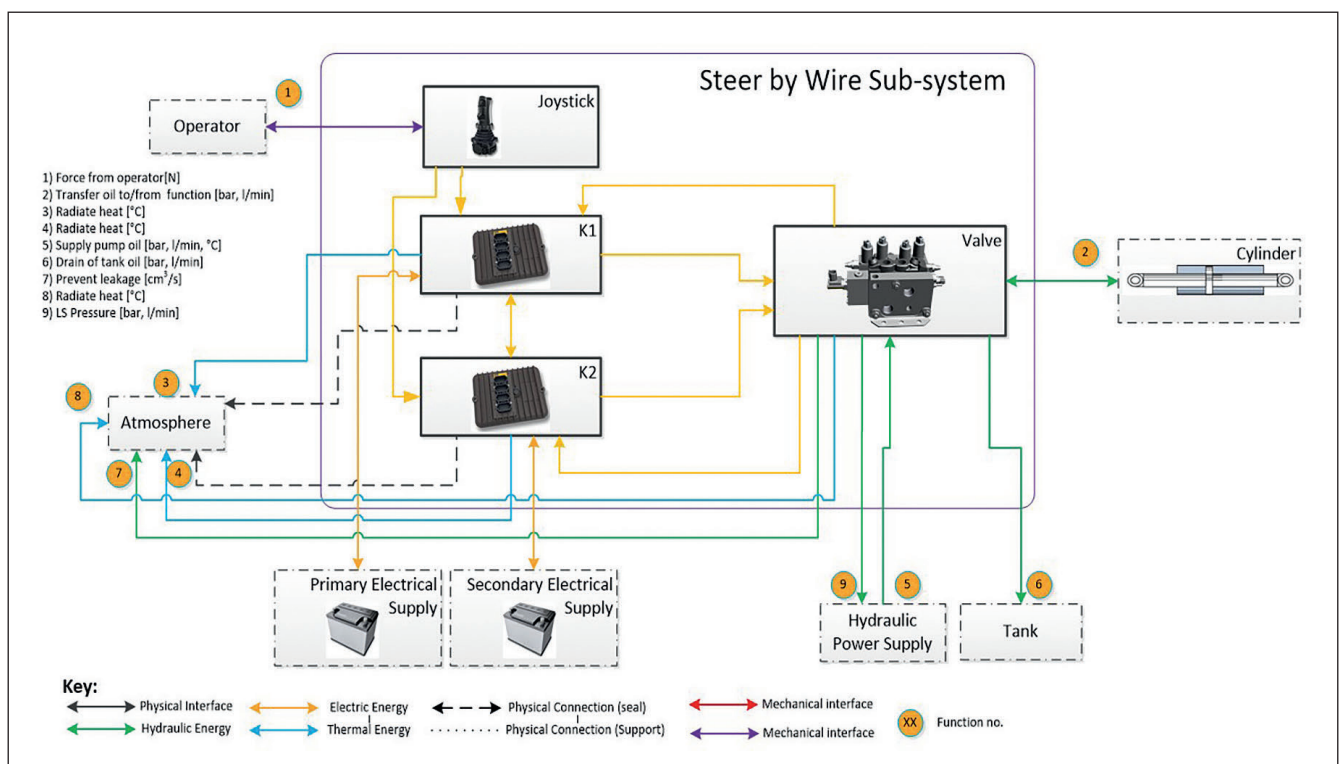 Steer by Wire Sub-system
1
Operator
Joystick
1) Force from operator[N]
2) Transfer oil to/from function [bar, l/min]
3) Radiate heat [°C]
4) Radiate heat [°C]
5) Supply pump oil [bar, l/min, °C]
6) Drain of tank oil [bar, l/min]
7) Prevent leakage [cm³/s]
8) Radiate heat [°C]
9) LS Pressure [bar, l/min]
K1
Valve
2
Cylinder
K2
3
8
Atmosphere
7
4
Primary Electrical
Supply
Secondary Electrical
Supply
9
5
6
Hydraulic
Power Supply
Tank
Key:
Physical Interface
Electric Energy
Physical Connection (seal)
Mechanical interface
Hydraulic Energy
Thermal Energy
Physical Connection (Support)
Mechanical interface
XX
Function no.